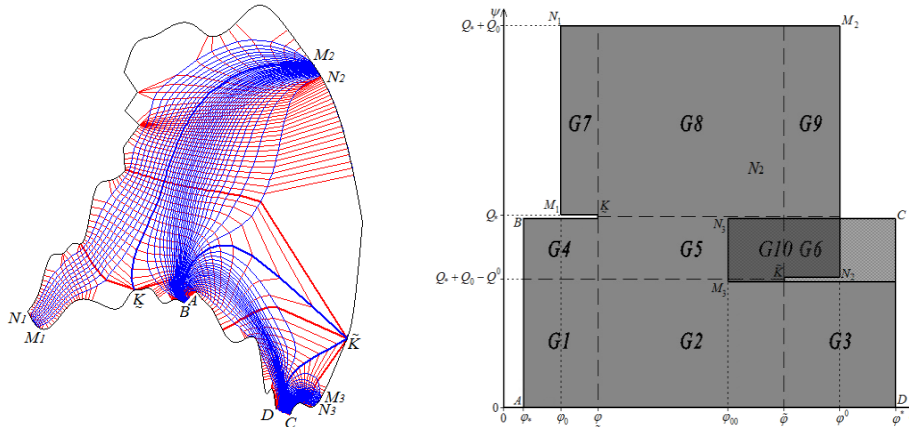 M2
N2
N1
M1
K̰
A
B
K̃
M3
N3
D
C
ψ
Q* + Q0
N1
M2
G7
G8
G9
N2
M1
K̰
Q*
B
N3
C
G4
G5
G10
G6
K̃
N2
Q* + Q0 - Q⁰
M3
G1
G2
G3
A
D
0
φ*
φ0
φ̰
φ00
φ̃
φ⁰
φ*